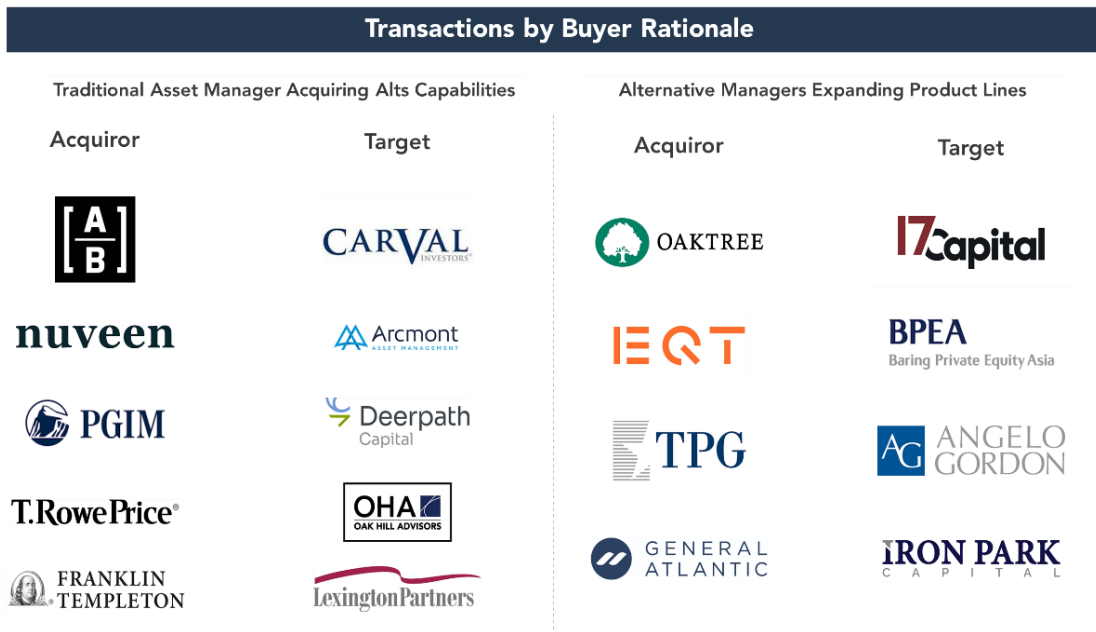 Transactions by Buyer Rationale
Traditional Asset Manager Acquiring Alts Capabilities
Acquiror
Target
[A
B]
CARVAL
INVESTORS®
nuveen
Arcmont
ASSET MANAGEMENT
PGIM
Deerpath
Capital
T.RowePrice®
OHA
OAK HILL ADVISORS
FRANKLIN
TEMPLETON
LexingtonPartners
Alternative Managers Expanding Product Lines
Acquiror
Target
OAKTREE
17Capital
EQT
BPEA
Baring Private Equity Asia
TPG
AG
ANGELO
GORDON
GENERAL
ATLANTIC
IRON PARK
CAPITAL